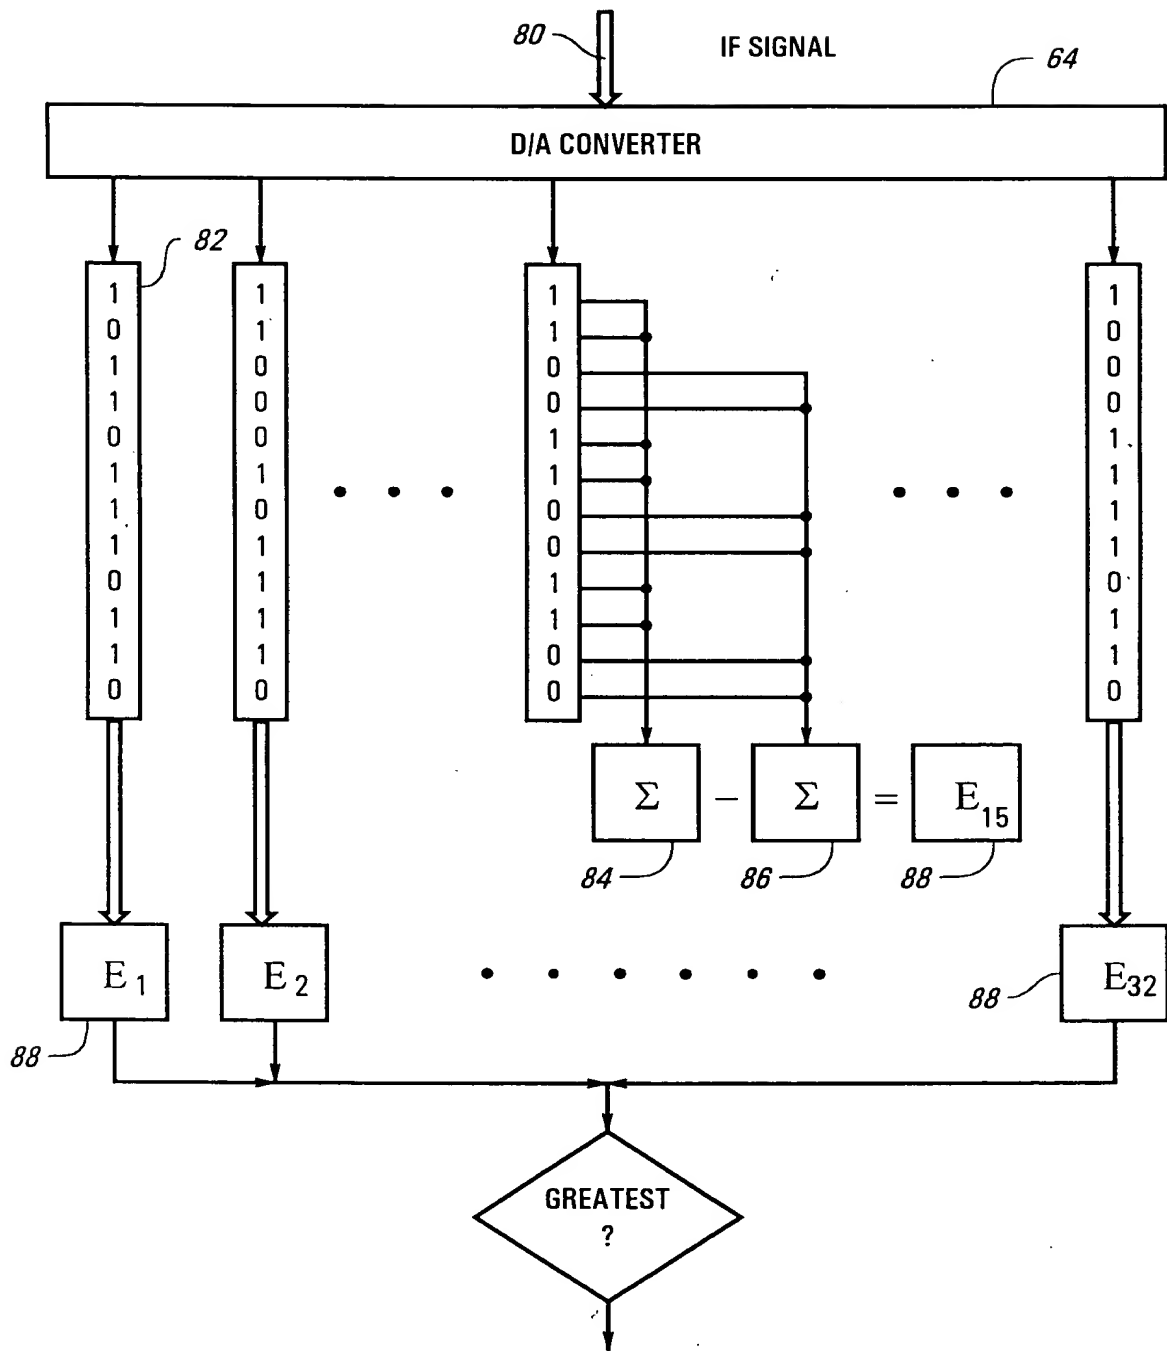 80
IF SIGNAL
64
D/A CONVERTER
82
1 1 1 1
0 1 1 0
1 0 0 0
1 0 0 0
0 0 1 1
1 1 1 1
1 0 0 1
1 1 0 1
0 1 1 0
1 1 1 1
1 1 0 1
0 0 0 0
Σ − Σ = E15
84 86 88
E1 E2 E32
88 88
GREATEST
?